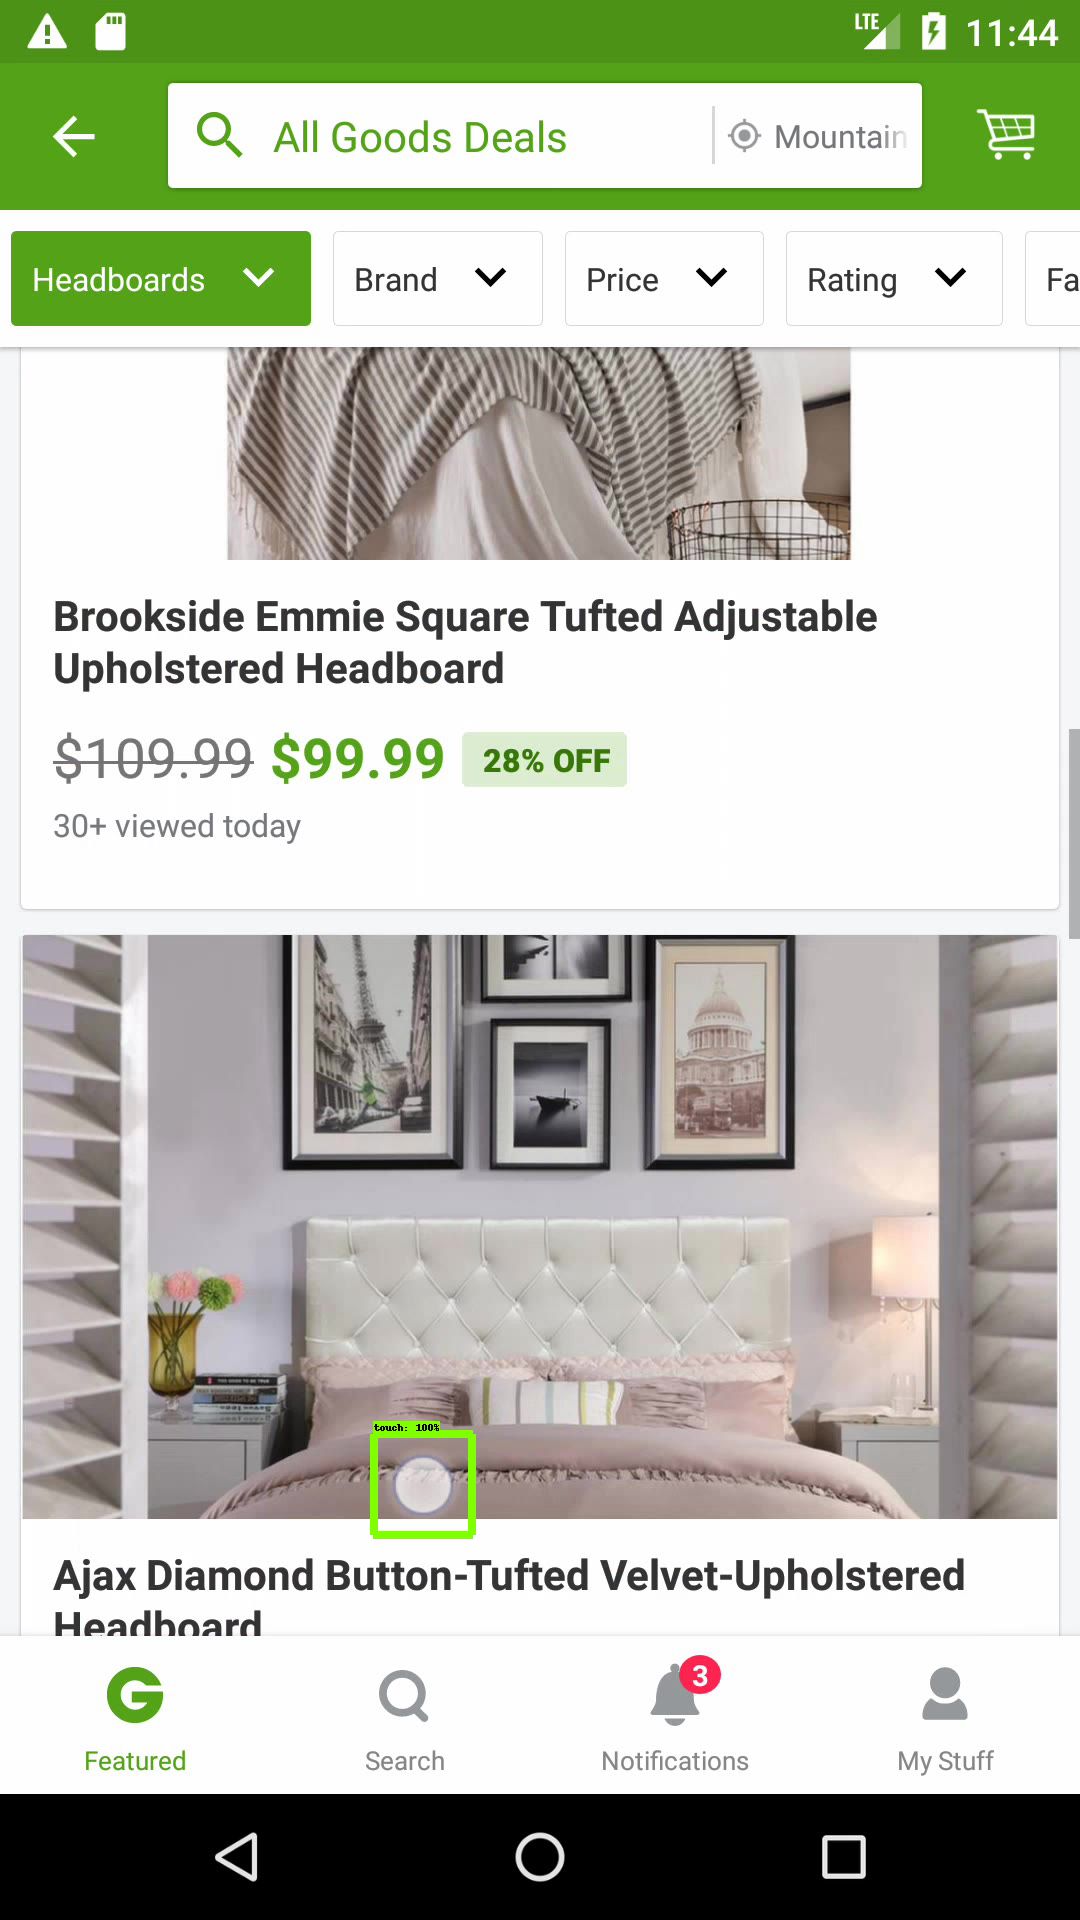 LTE 11:44
All Goods Deals Mountain
Headboards Brand Price Rating Fa
Brookside Emmie Square Tufted Adjustable
Upholstered Headboard
$109.99 $99.99 28% OFF
30+ viewed today
touch: 100%
Ajax Diamond Button-Tufted Velvet-Upholstered
Headboard
3
Featured Search Notifications My Stuff